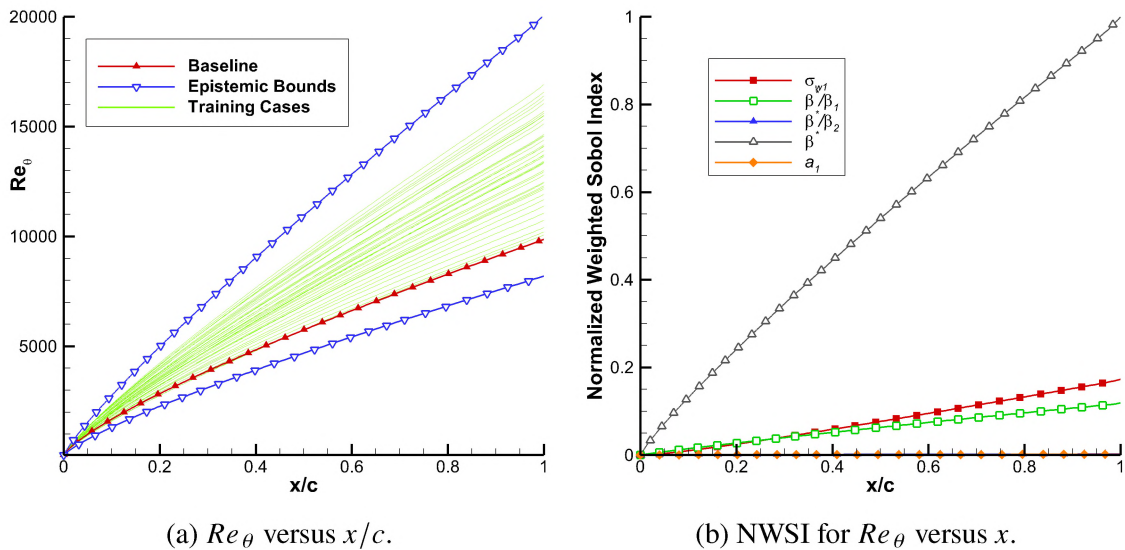 20000
15000
10000
5000
Re_θ
Baseline
Epistemic Bounds
Training Cases
0 0.2 0.4 0.6 0.8 1
x/c
(a) Re_θ versus x/c.
1
0.8
0.6
0.4
0.2
0
Normalized Weighted Sobol Index
σ_w1
β*/β_1
β*/β_2
β*
a_1
0 0.2 0.4 0.6 0.8 1
x/c
(b) NWSI for Re_θ versus x.